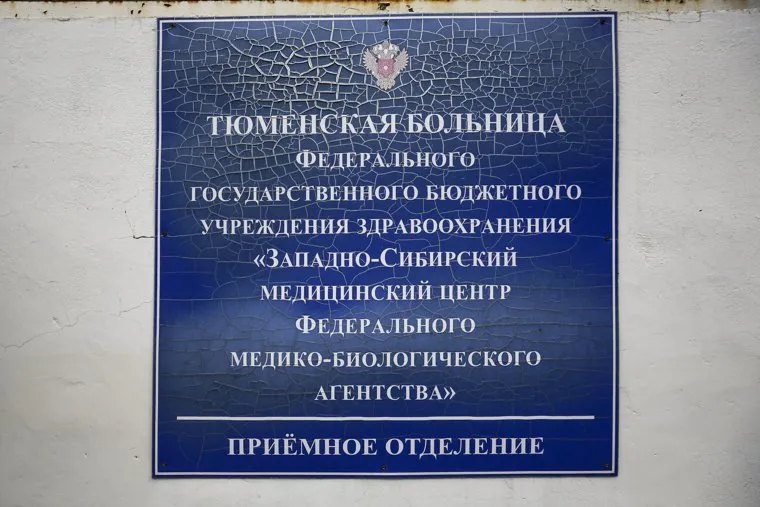 ТЮМЕНСКАЯ БОЛЬНИЦА
ФЕДЕРАЛЬНОГО
ГОСУДАРСТВЕННОГО БЮДЖЕТНОГО
УЧРЕЖДЕНИЯ ЗДРАВООХРАНЕНИЯ
«ЗАПАДНО-СИБИРСКИЙ
МЕДИЦИНСКИЙ ЦЕНТР
ФЕДЕРАЛЬНОГО
МЕДИКО-БИОЛОГИЧЕСКОГО
АГЕНТСТВА»
ПРИЁМНОЕ ОТДЕЛЕНИЕ